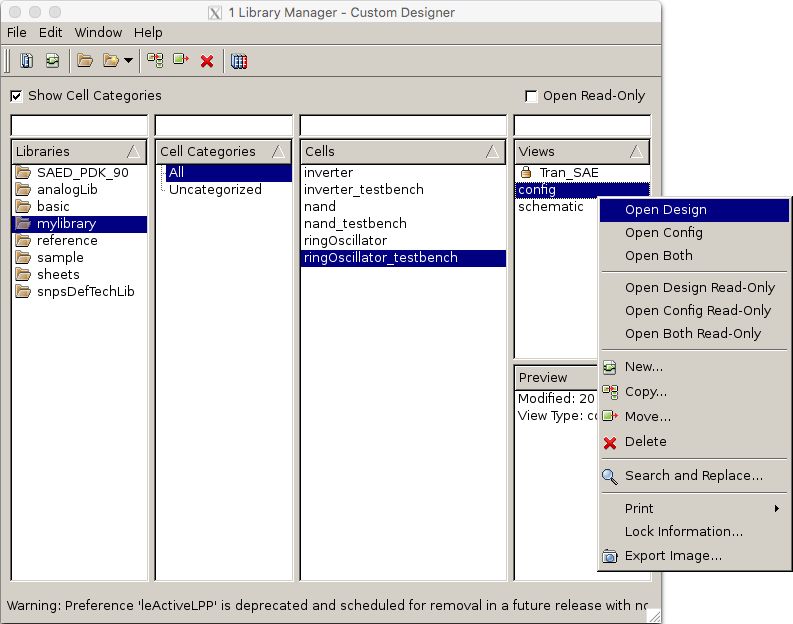 1 Library Manager - Custom Designer
File Edit Window Help
Show Cell Categories
Open Read-Only
Libraries
SAED_PDK_90
analogLib
basic
mylibrary
reference
sample
sheets
snpsDefTechLib
Cell Categories
All
Uncategorized
Cells
inverter
inverter_testbench
nand
nand_testbench
ringOscillator
ringOscillator_testbench
Views
Tran_SAE
config
schematic
Open Design
Open Config
Open Both
Open Design Read-Only
Open Config Read-Only
Open Both Read-Only
New...
Copy...
Move...
Delete
Search and Replace...
Print
Lock Information...
Export Image...
Preview
Modified: 20
View Type:
Warning: Preference 'leActiveLPP' is deprecated and scheduled for removal in a future release with